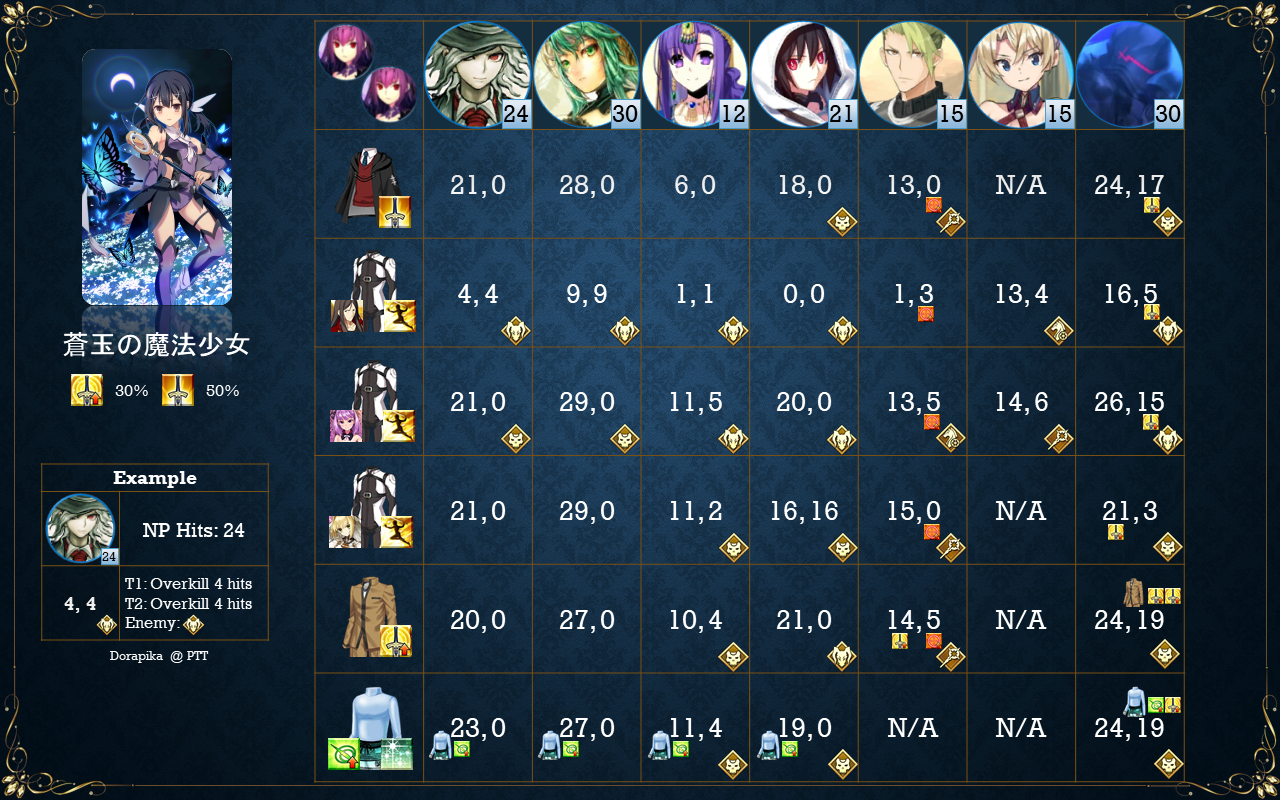 24 30 12 21 15 15 30
21,0 28,0 6,0 18,0 13,0 N/A 24,17
4,4 9,9 1,1 0,0 1,3 13,4 16,5
蒼玉の魔法少女
30% 50%
21,0 29,0 11,5 20,0 13,5 14,6 26,15
Example
NP Hits: 24
24
21,0 29,0 11,2 16,16 15,0 N/A 21,3
4, 4
T1: Overkill 4 hits
T2: Overkill 4 hits
Enemy:
20,0 27,0 10,4 21,0 14,5 N/A 24,19
Dorapika @ PTT
23,0 27,0 11,4 19,0 N/A N/A 24,19